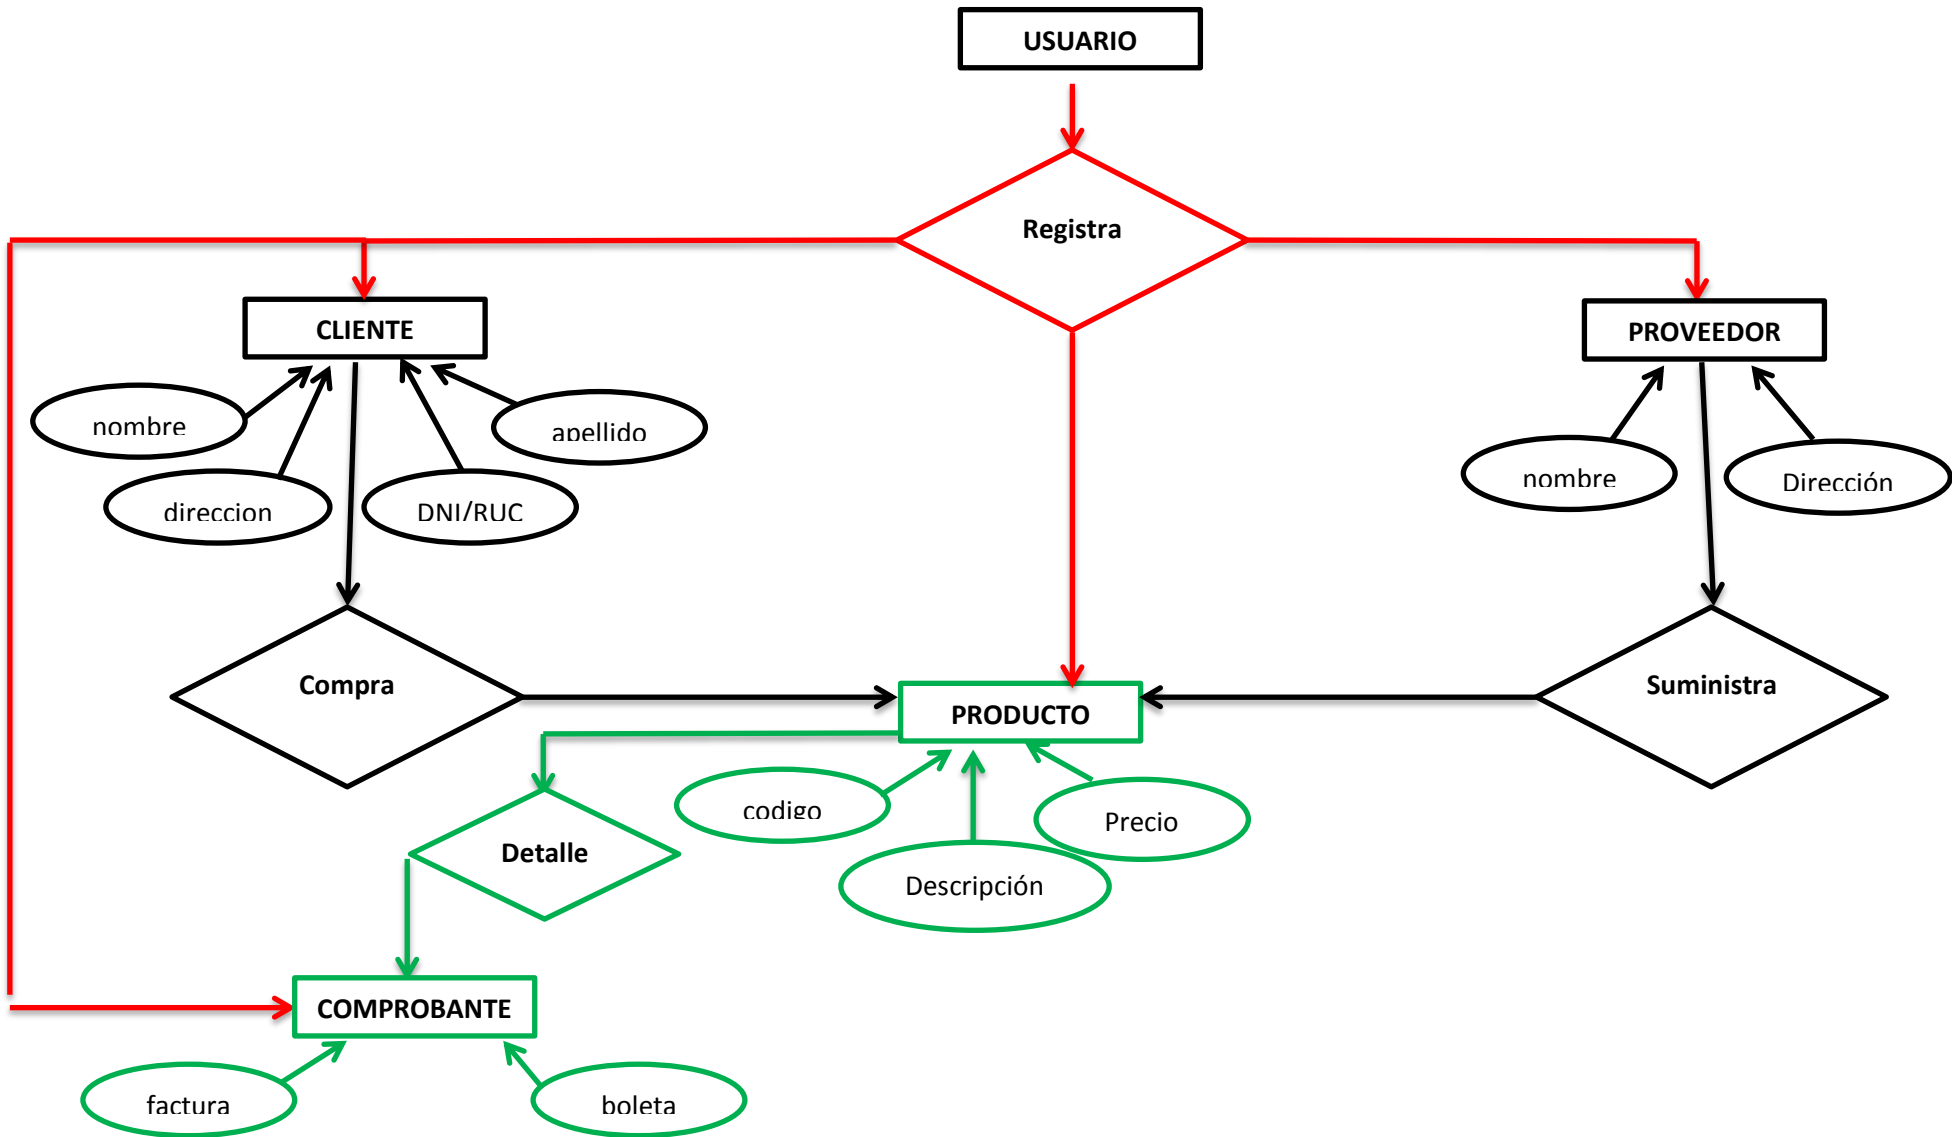 USUARIO
Registra
CLIENTE
PROVEEDOR
nombre
apellido
nombre
Dirección
direccion
DNI/RUC
Compra
PRODUCTO
Suministra
codigo
Precio
Detalle
Descripción
COMPROBANTE
factura
boleta